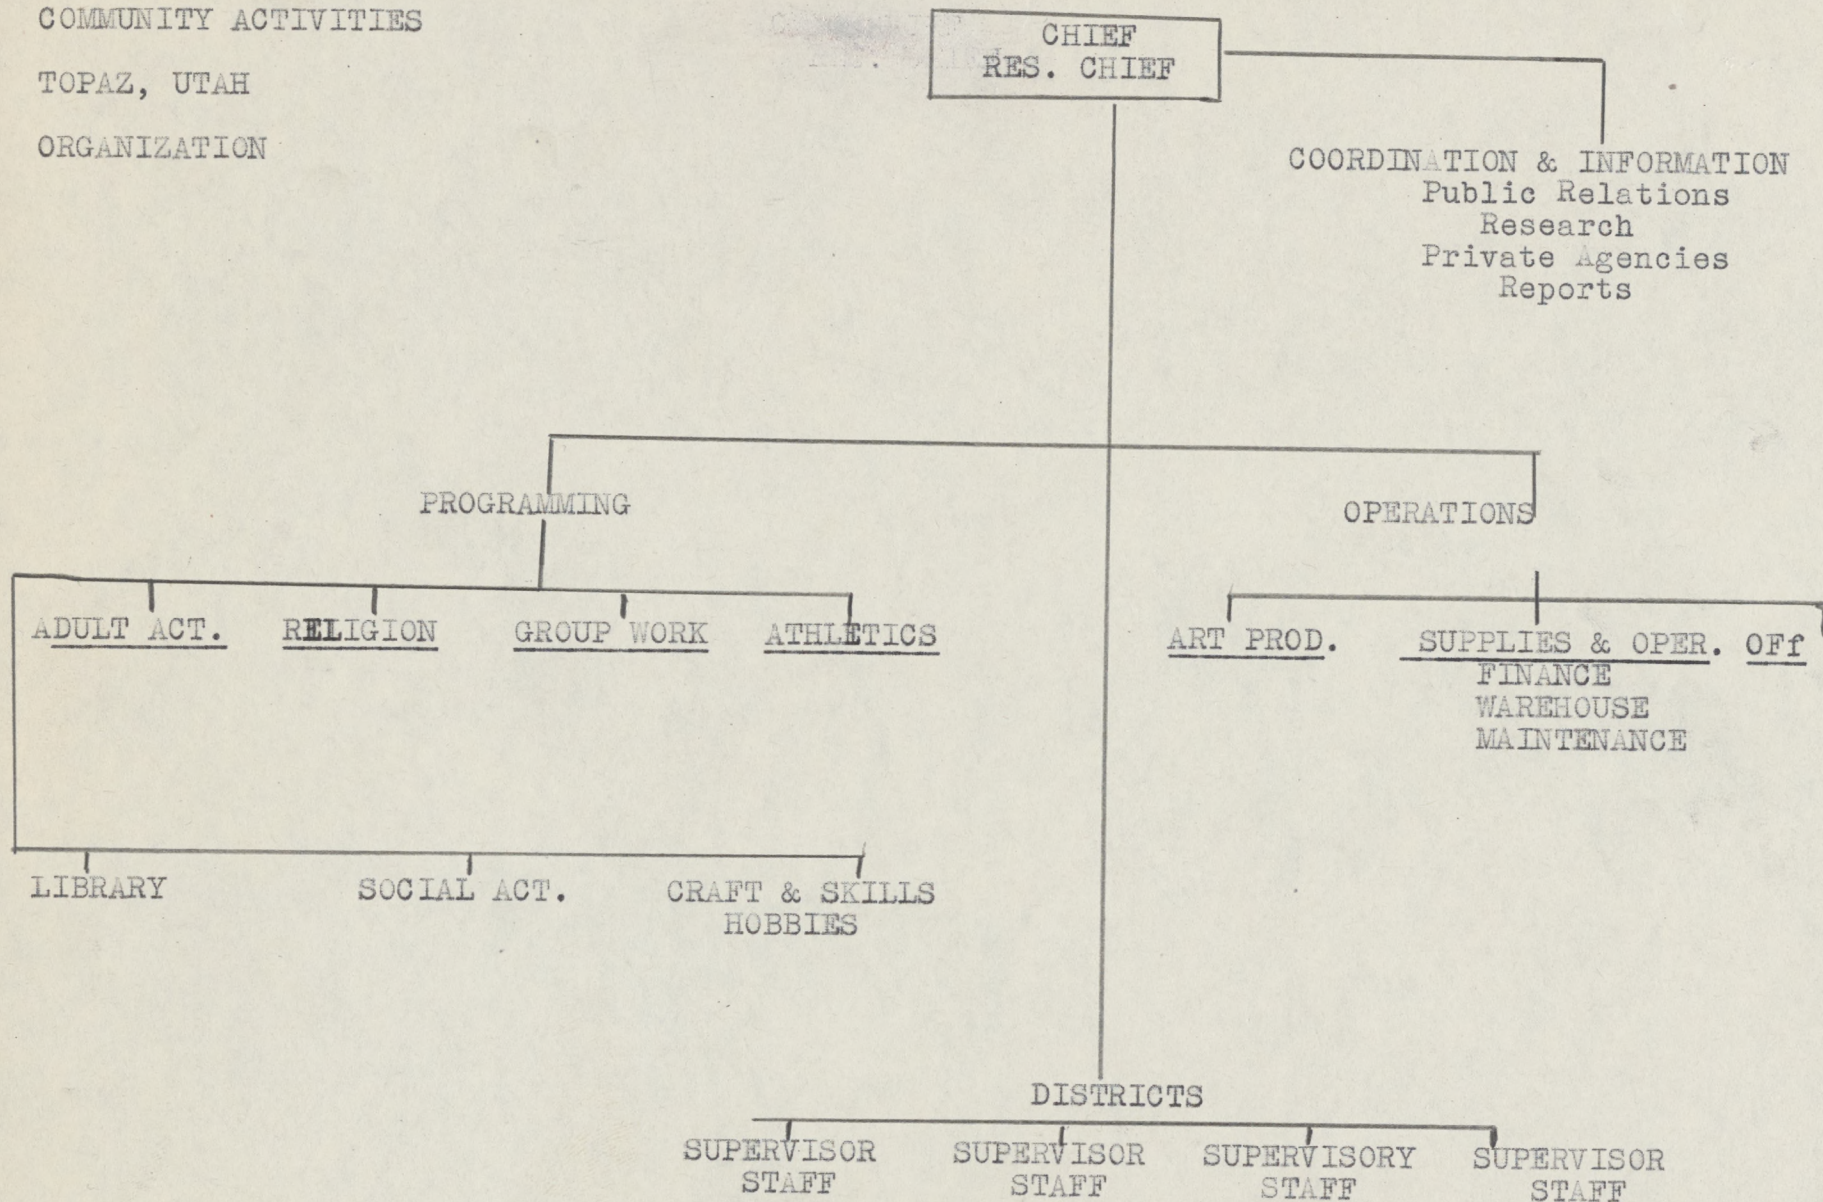 COMMUNITY ACTIVITIES
TOPAZ, UTAH
ORGANIZATION
CHIEF
RES. CHIEF
COORDINATION & INFORMATION
Public Relations
Research
Private Agencies
Reports
PROGRAMMING
OPERATIONS
ADULT ACT. RELIGION GROUP WORK ATHLETICS
ART PROD. SUPPLIES & OPER. OFf
FINANCE
WAREHOUSE
MAINTENANCE
LIBRARY SOCIAL ACT. CRAFT & SKILLS
HOBBIES
DISTRICTS
SUPERVISOR SUPERVISOR SUPERVISORY SUPERVISOR
STAFF STAFF STAFF STAFF